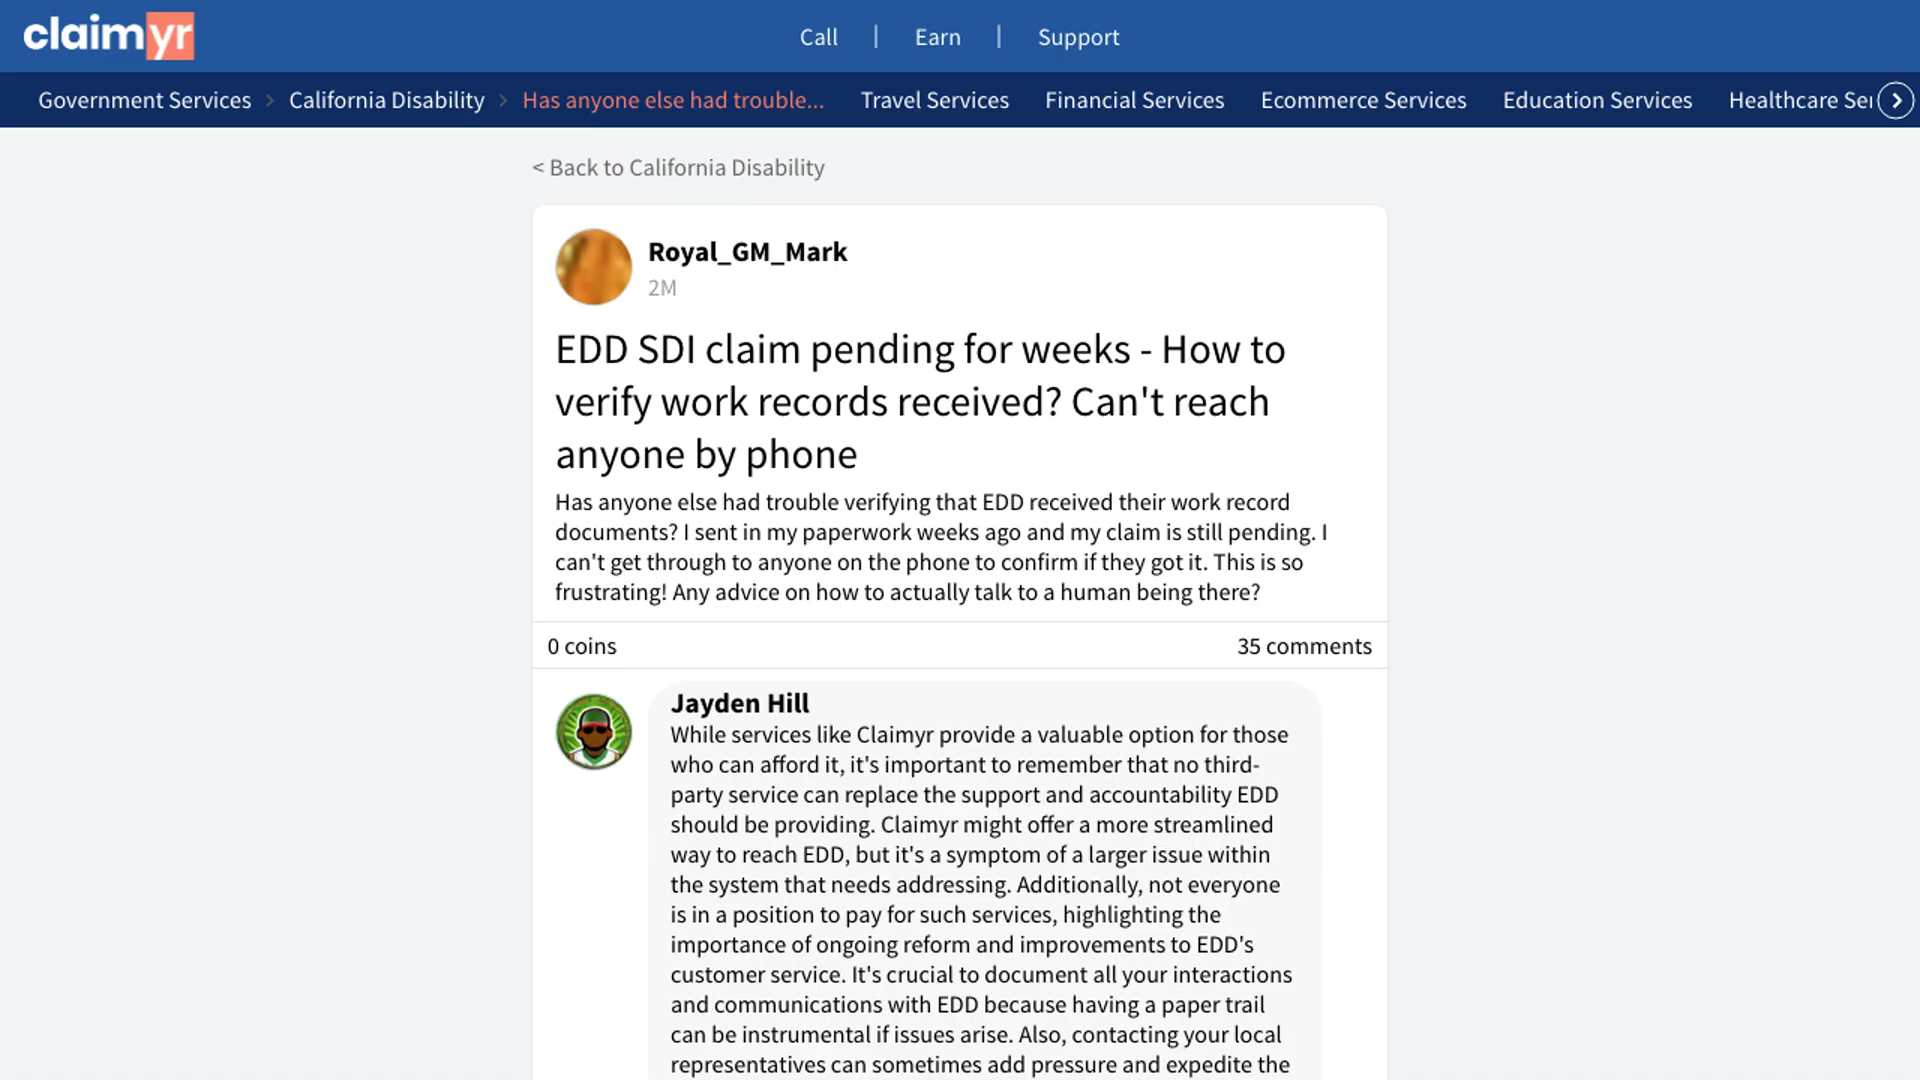 claimyr
Call | Earn | Support
Government Services > California Disability > Has anyone else had trouble... Travel Services Financial Services Ecommerce Services Education Services Healthcare
< Back to California Disability
Royal_GM_Mark
2M
EDD SDI claim pending for weeks - How to
verify work records received? Can't reach
anyone by phone
Has anyone else had trouble verifying that EDD received their work record
documents? I sent in my paperwork weeks ago and my claim is still pending. I
can't get through to anyone on the phone to confirm if they got it. This is so
frustrating! Any advice on how to actually talk to a human being there?
0 coins 35 comments
Jayden Hill
While services like Claimyr provide a valuable option for those
who can afford it, it's important to remember that no third-
party service can replace the support and accountability EDD
should be providing. Claimyr might offer a more streamlined
way to reach EDD, but it's a symptom of a larger issue within
the system that needs addressing. Additionally, not everyone
is in a position to pay for such services, highlighting the
importance of ongoing reform and improvements to EDD's
customer service. It's crucial to document all your interactions
and communications with EDD because having a paper trail
can be instrumental if issues arise. Also, contacting your local
representatives can sometimes add pressure and expedite the